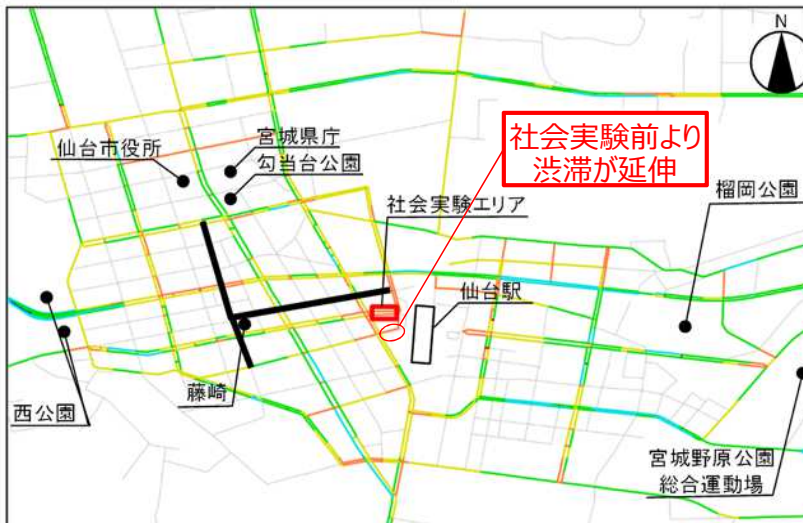 N
社会実験前より
渋滞が延伸
宮城県庁
仙台市役所
勾当台公園
社会実験エリア
榴岡公園
仙台駅
藤崎
西公園
宮城野原公園
総合運動場